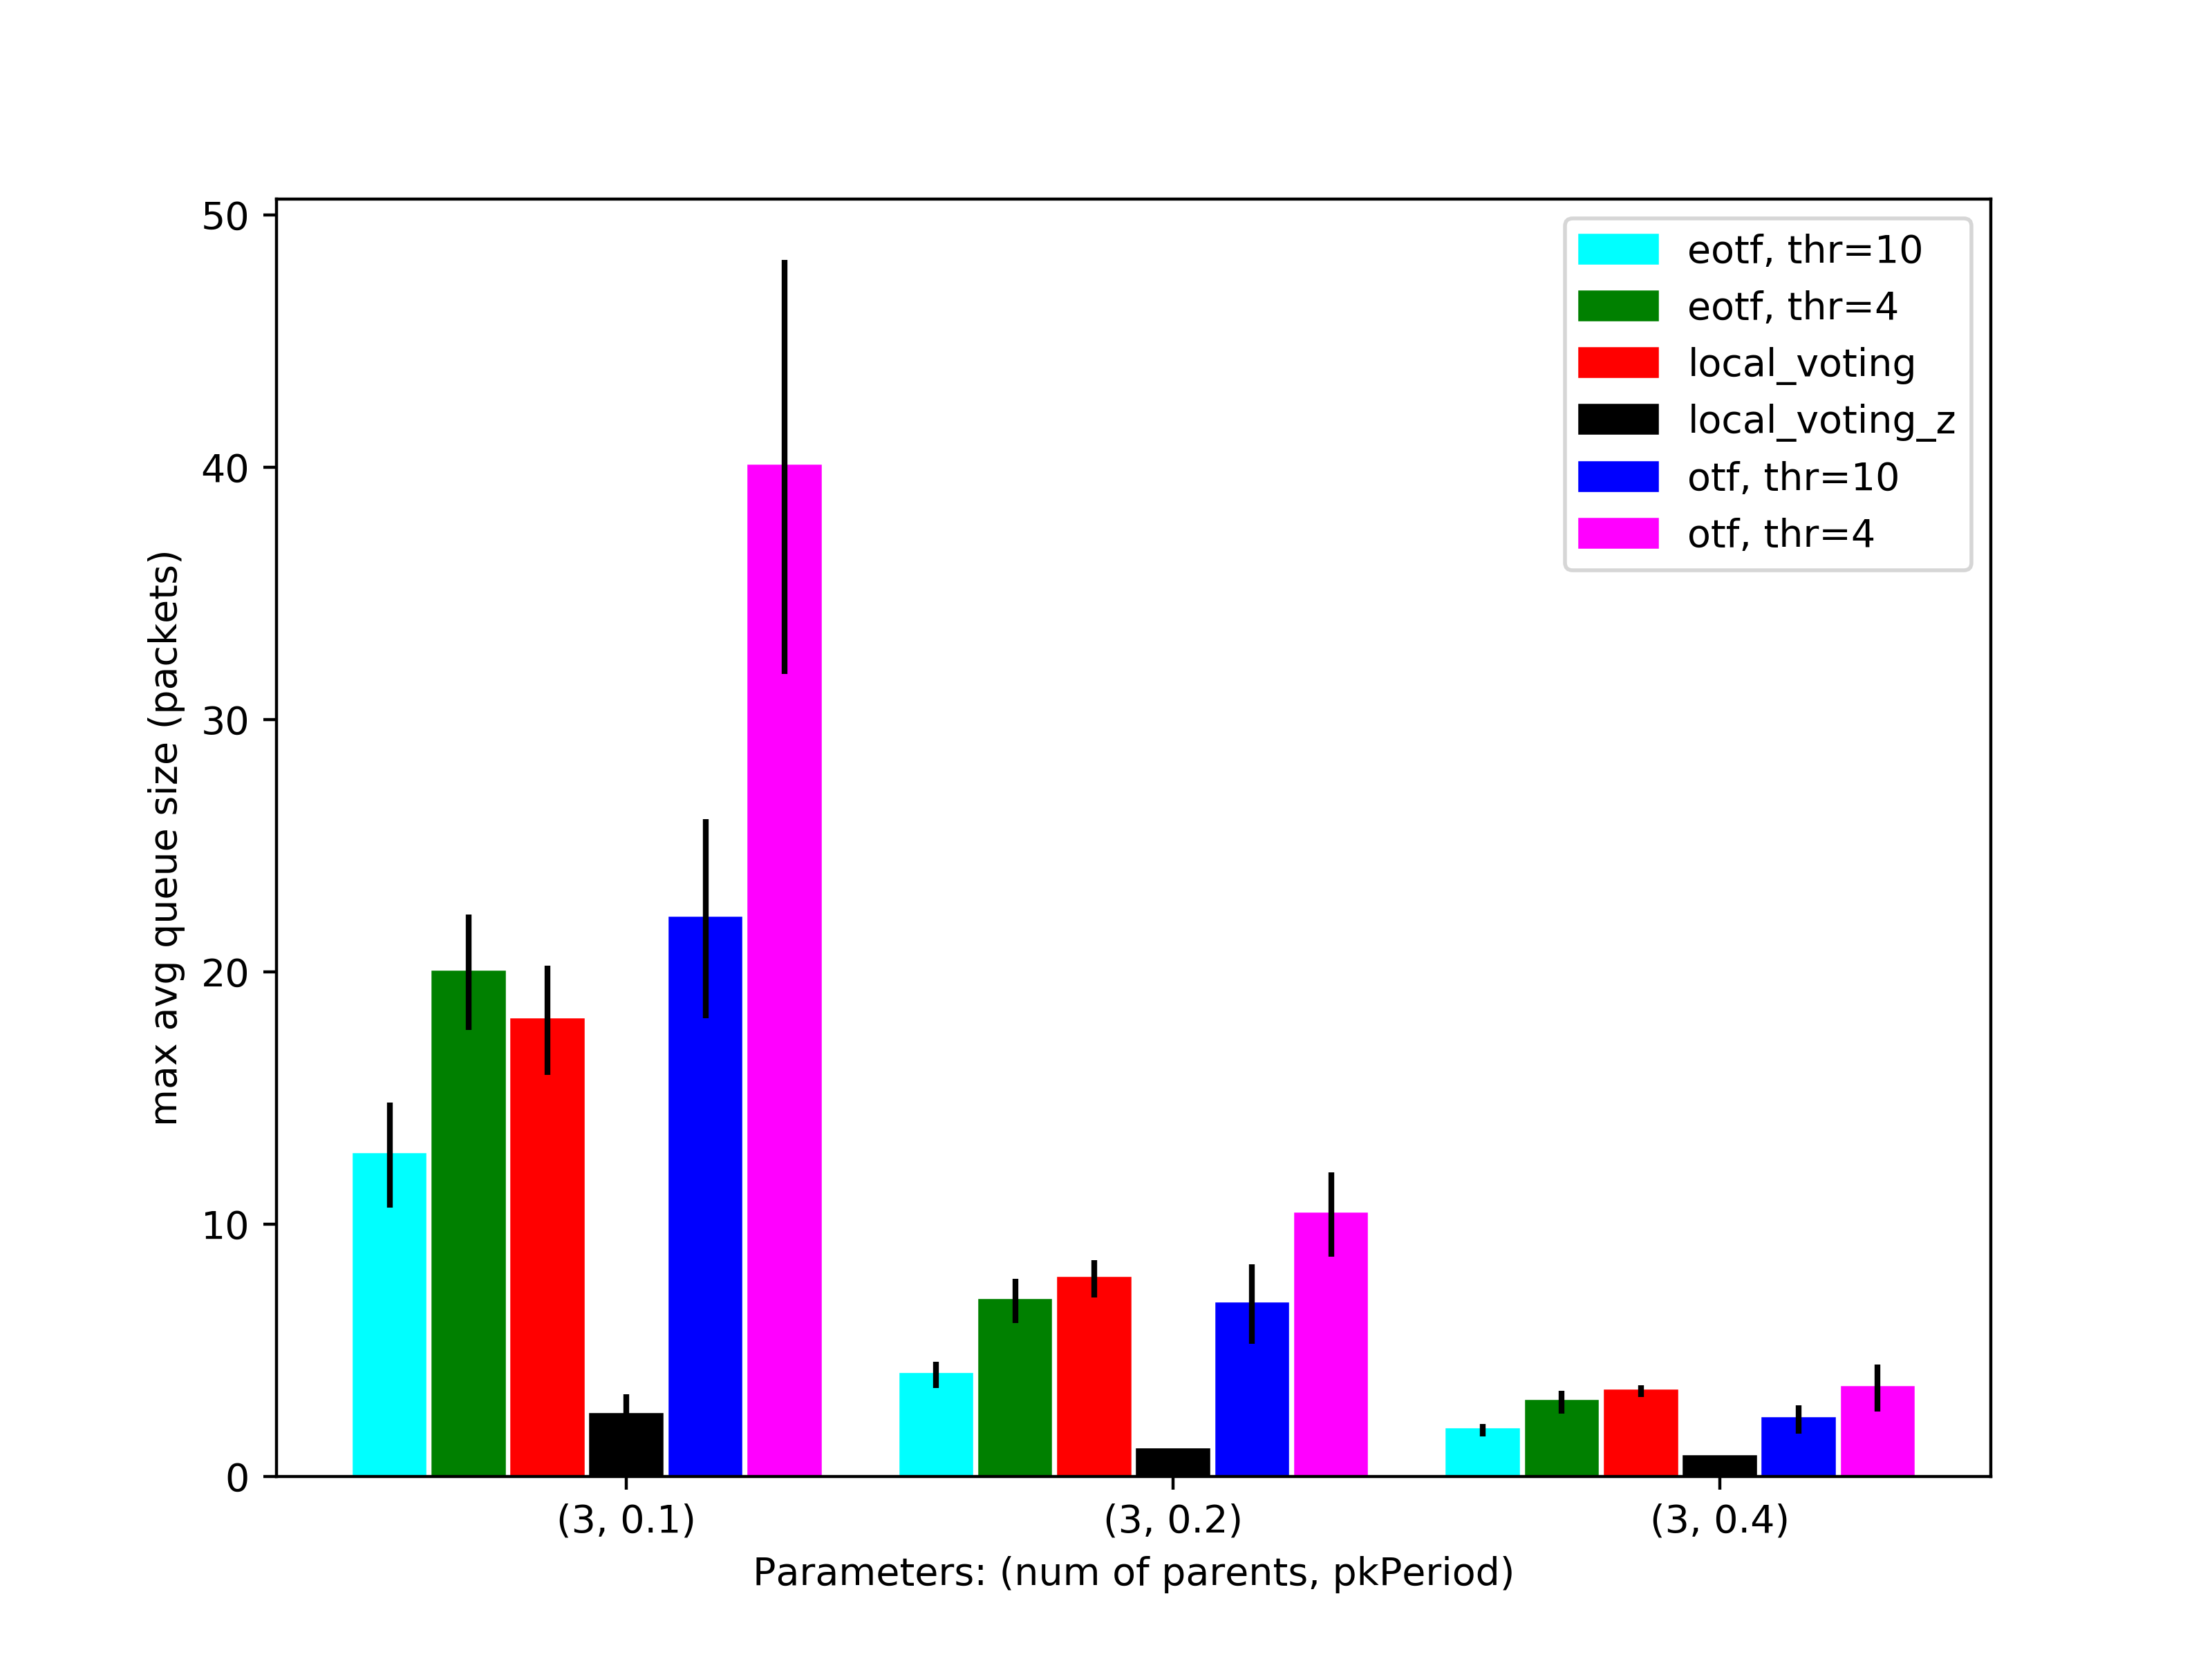 50
40
30
20
10
0
max avg queue size (packets)
eotf, thr=10
eotf, thr=4
local_voting
local_voting_z
otf, thr=10
otf, thr=4
(3, 0.1)
(3, 0.2)
(3, 0.4)
Parameters: (num of parents, pkPeriod)